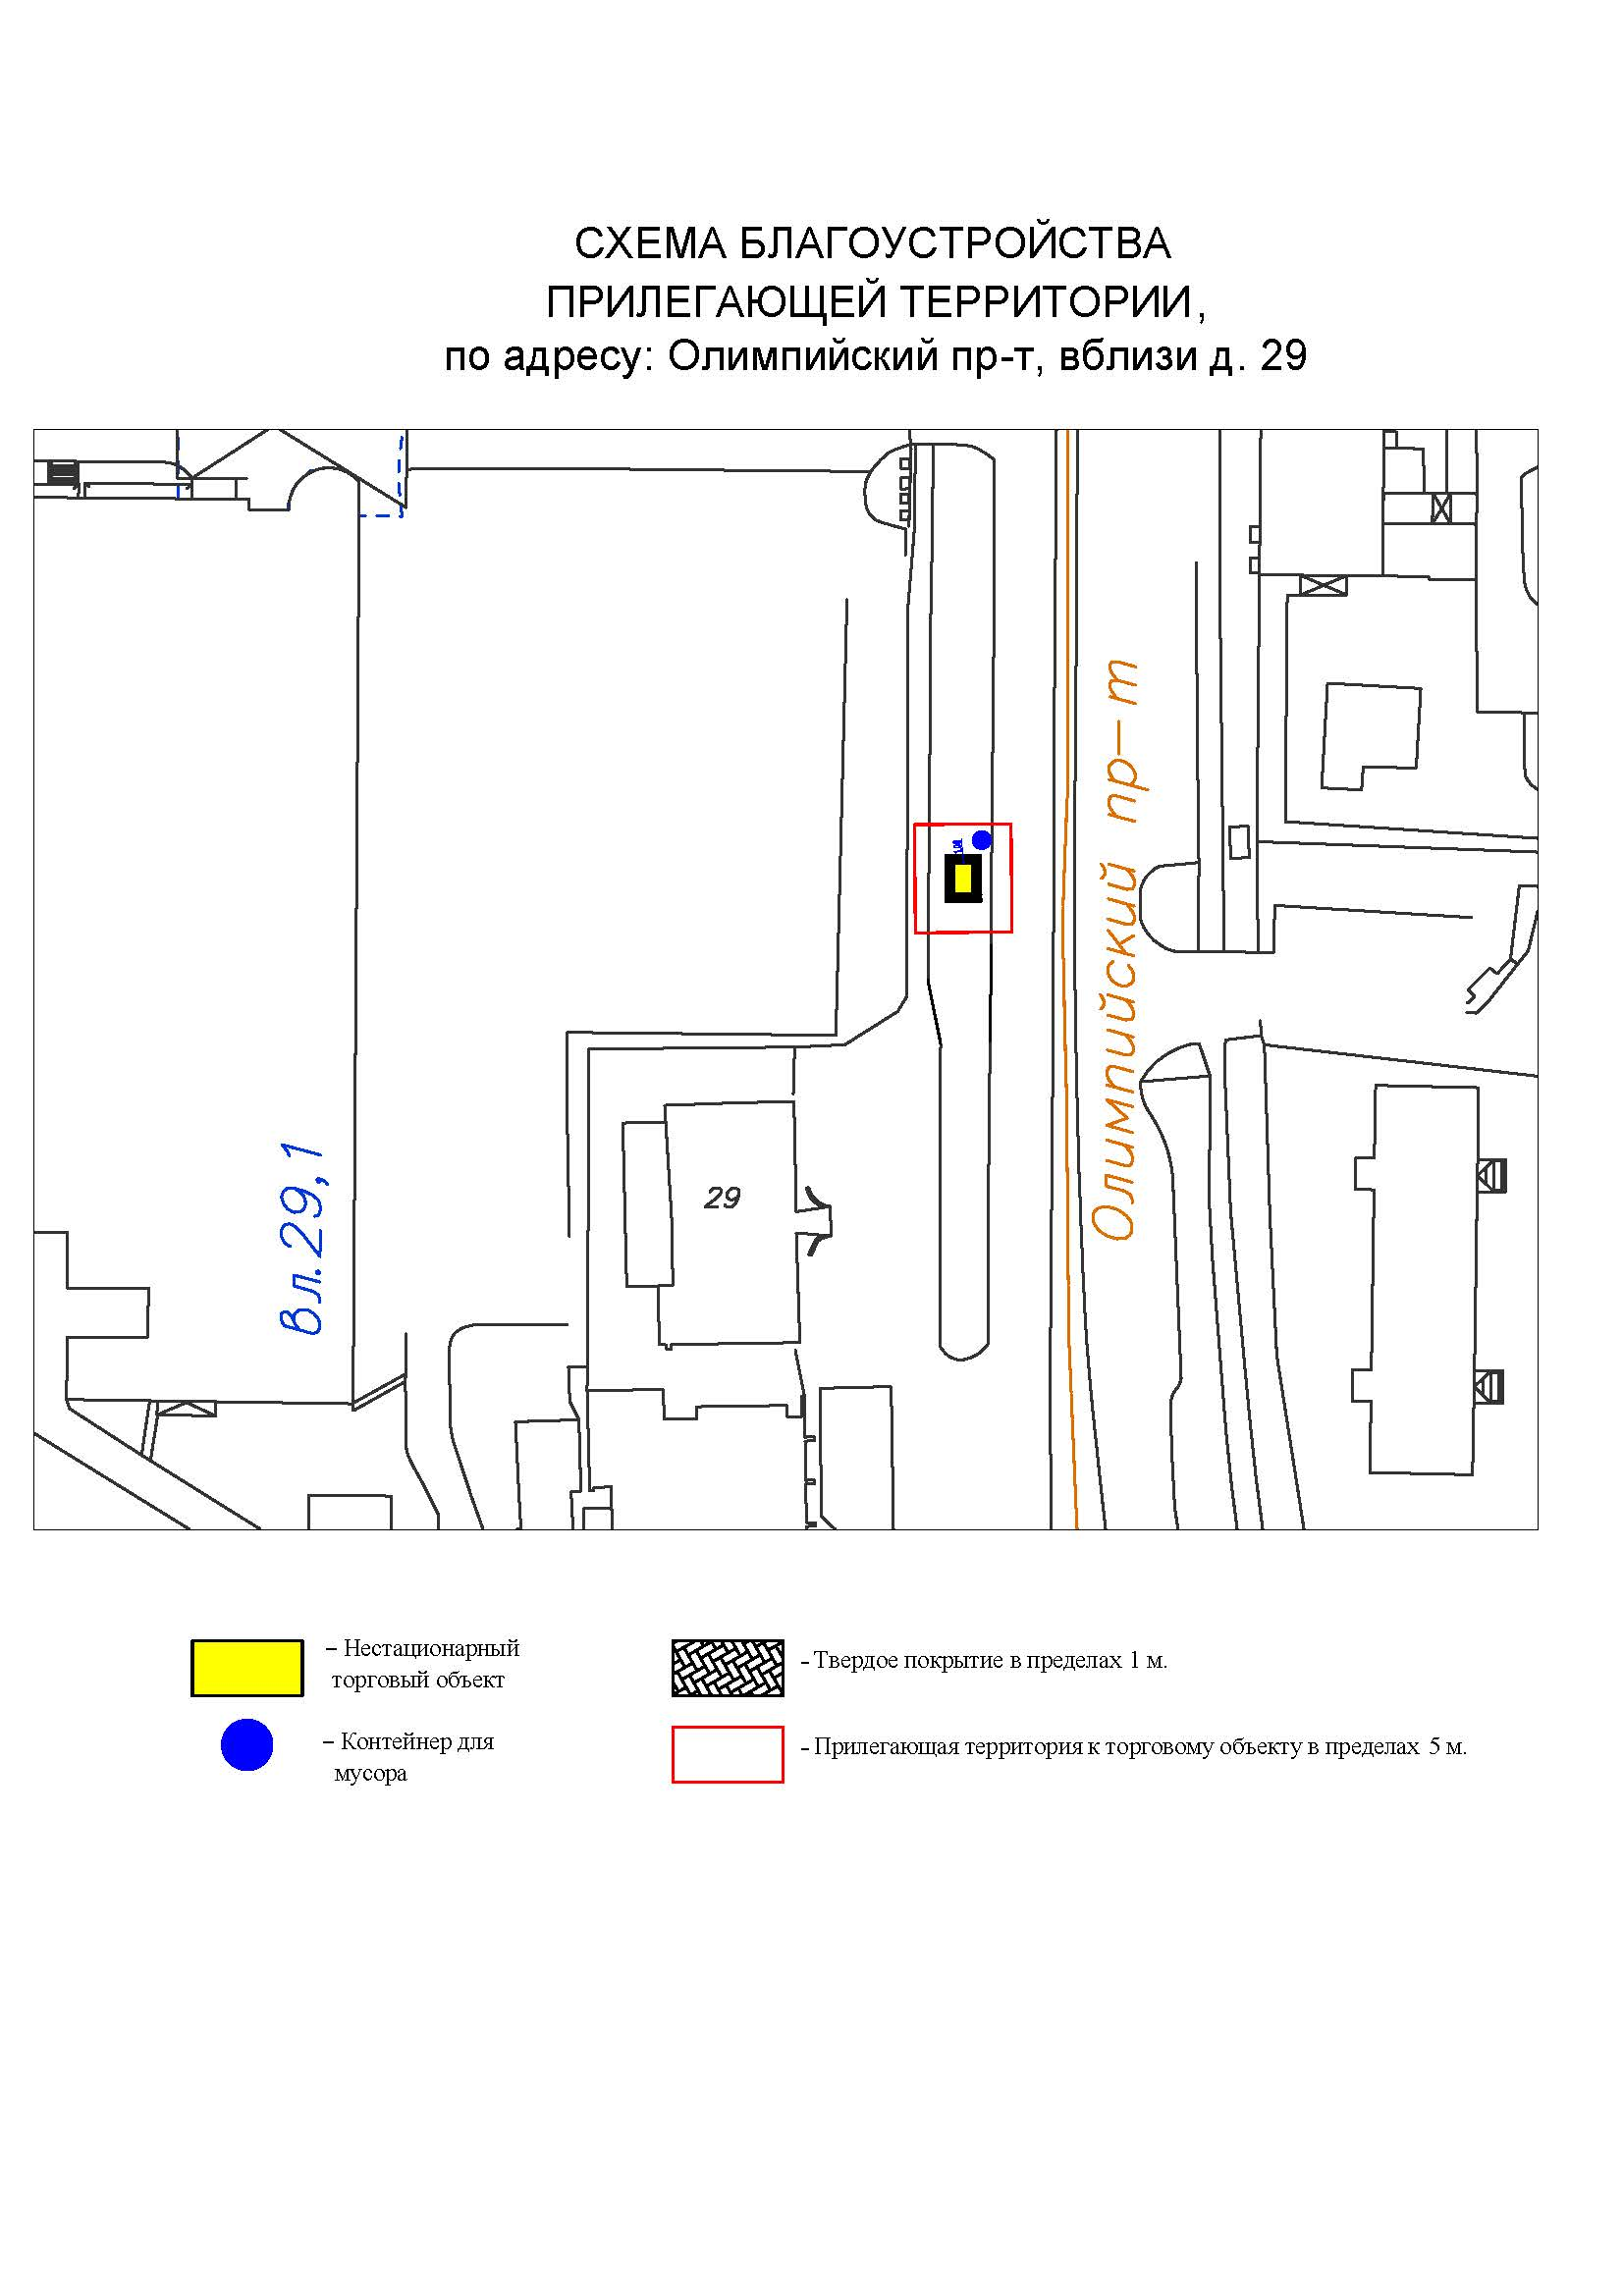 СХЕМА БЛАГОУСТРОЙСТВА
ПРИЛЕГАЮЩЕЙ ТЕРРИТОРИИ,
по адресу: Олимпийский пр-т, вблизи д. 29
Олимпийский пр-т
Вл.29,1
29
– Нестационарный
торговый объект
– Контейнер для
мусора
– Твердое покрытие в пределах 1 м.
– Прилегающая территория к торговому объекту в пределах 5 м.